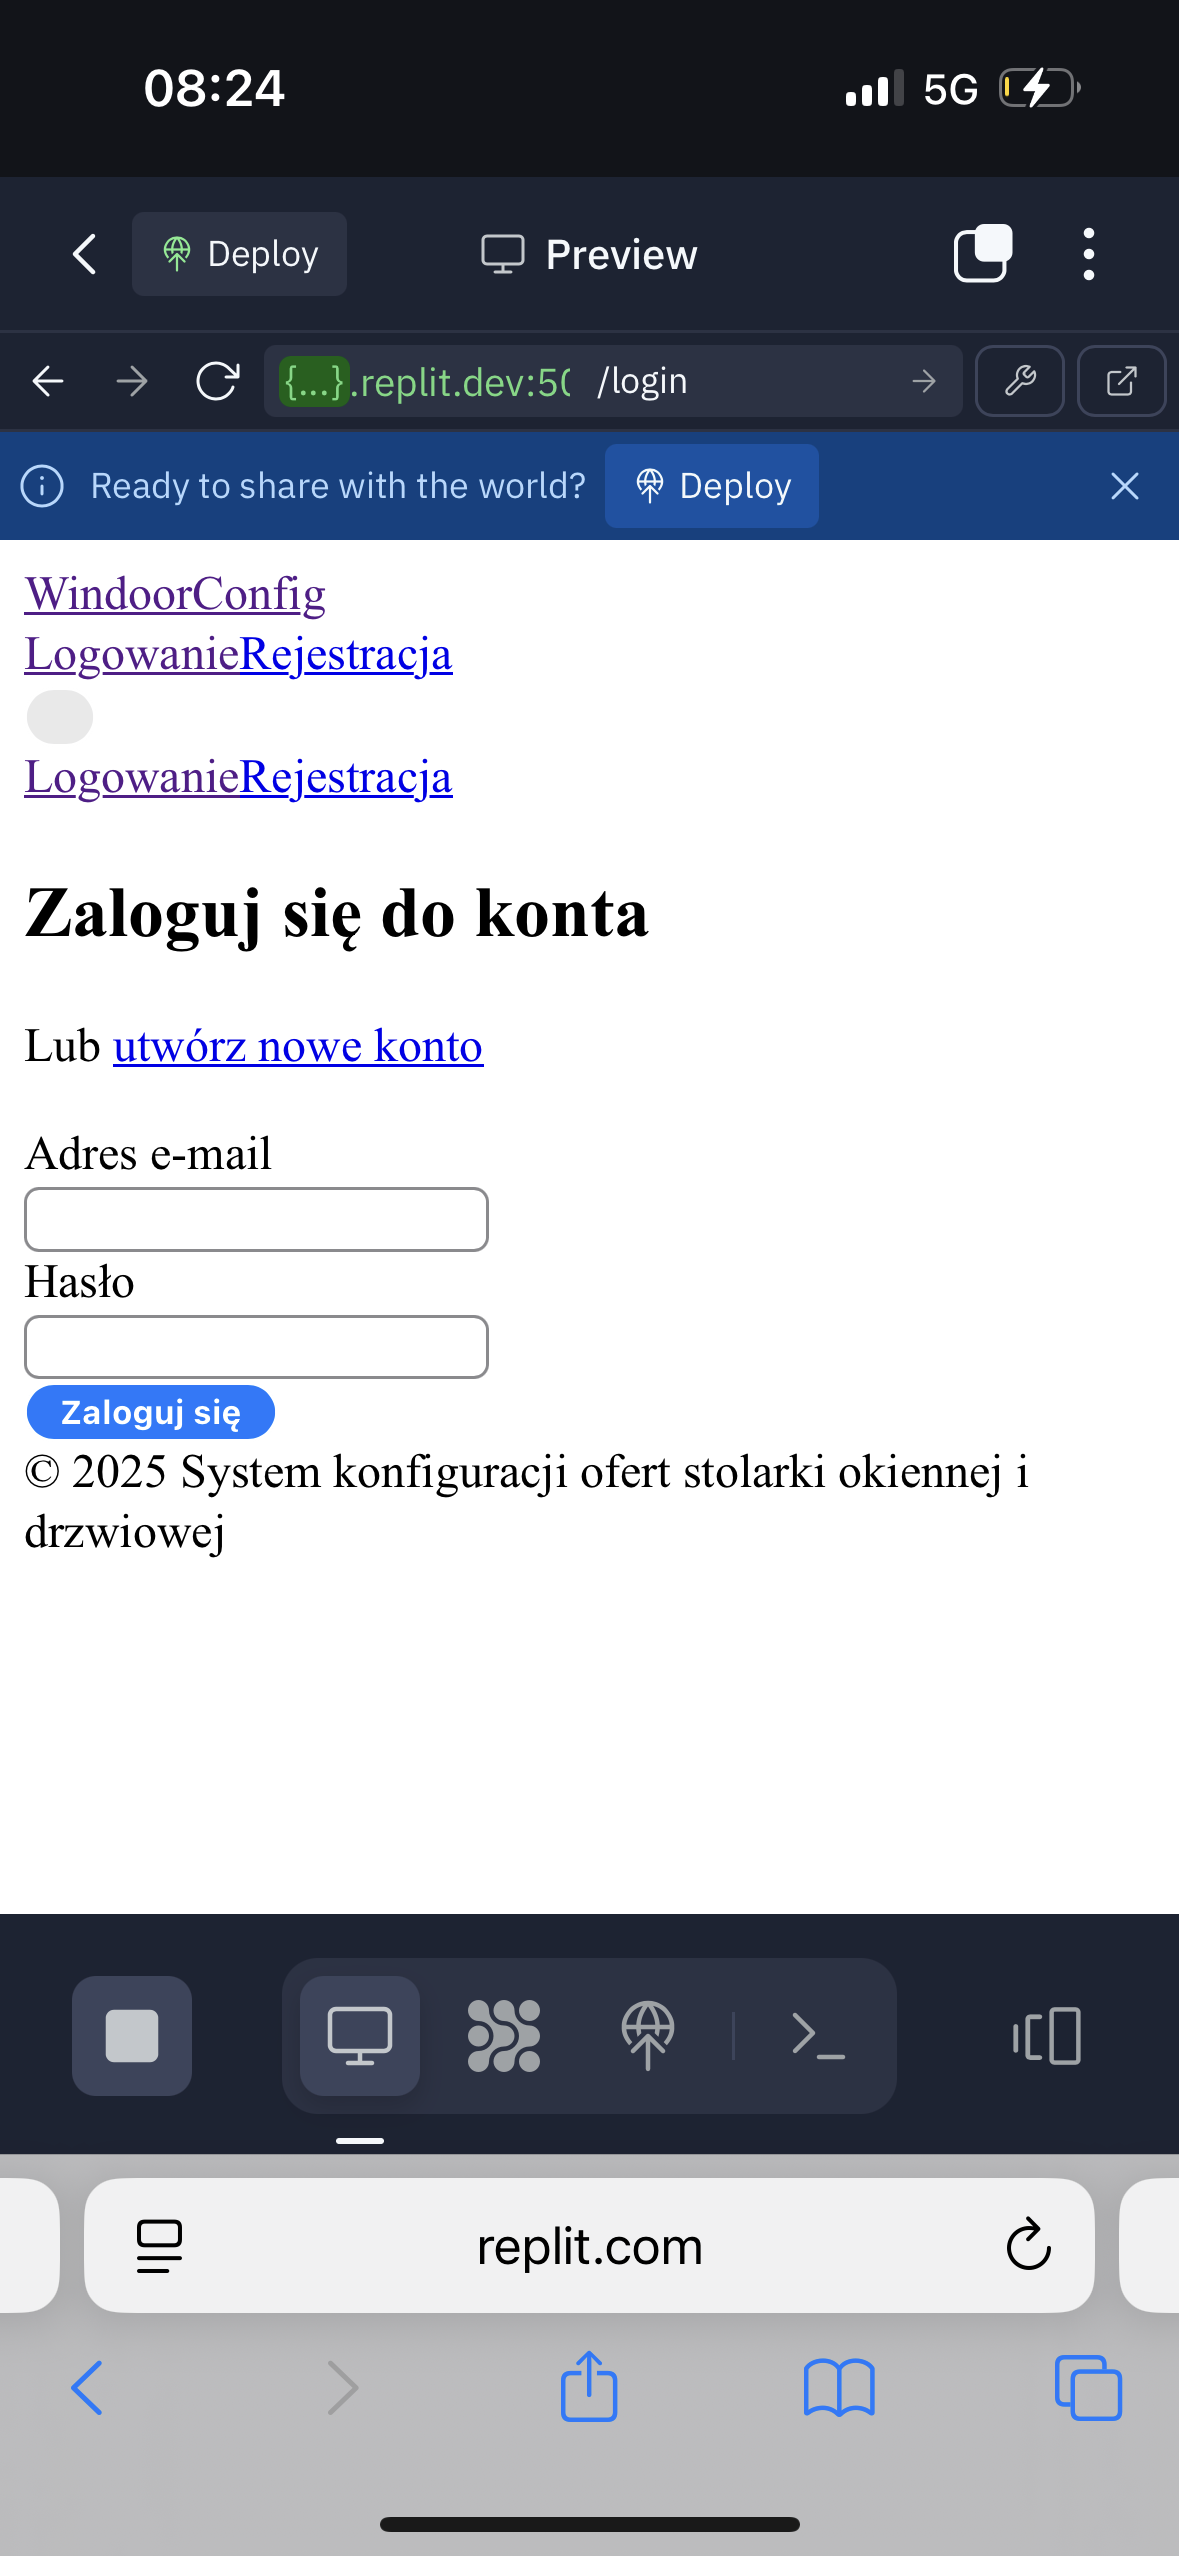 08:24
5G
Deploy
Preview
{...}.replit.dev:50 /login
Ready to share with the world?
Deploy
WindoorConfig
LogowanieRejestracja
LogowanieRejestracja
Zaloguj się do konta
Lub utwórz nowe konto
Adres e-mail
Hasło
Zaloguj się
© 2025 System konfiguracji ofert stolarki okiennej i
drzwiowej
replit.com